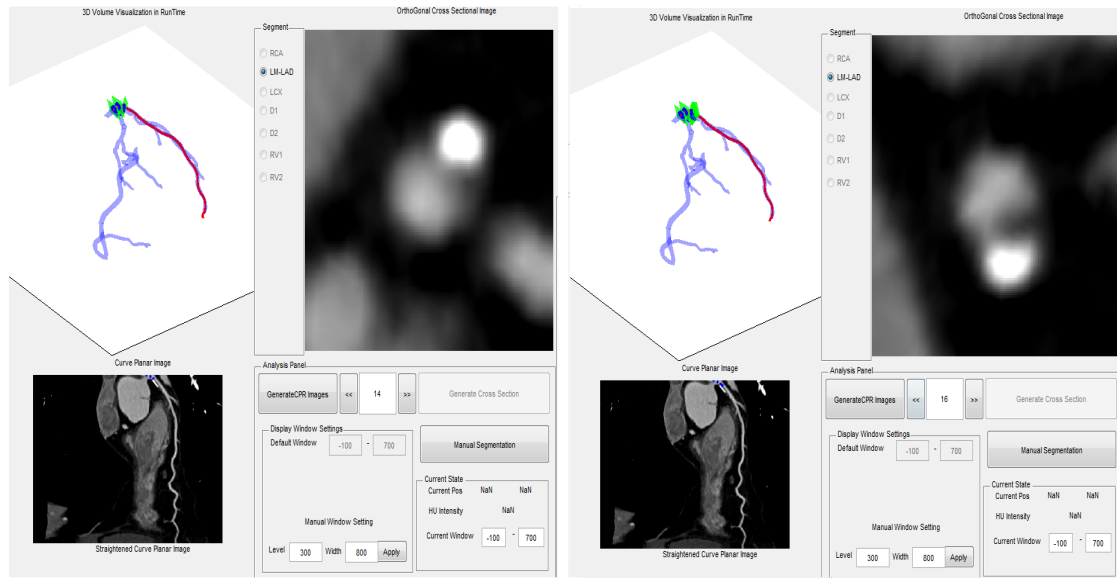 3D Volume Visualization in RunTime
OrthoGonal Cross Sectional Image
Segment
RCA
LM-LAD
LCX
D1
D2
RV1
RV2
Curve Planar Image
Analysis Panel
GenerateCPR Images
<<
14
>>
Generate Cross Section
Display Window Settings
Default Window
-100
-
700
Manual Segmentation
Current State
Current Pos
NaN
NaN
HU Intensity
NaN
Manual Window Setting
Current Window
-100
-
700
Level
300
Width
800
Apply
Straightened Curve Planar Image
3D Volume Visualization in RunTime
OrthoGonal Cross Sectional Image
Segment
RCA
LM-LAD
LCX
D1
D2
RV1
RV2
Curve Planar Image
Analysis Panel
GenerateCPR Images
<<
16
>>
Generate Cross Section
Display Window Settings
Default Window
-100
-
700
Manual Segmentation
Current State
Current Pos
NaN
NaN
HU Intensity
NaN
Manual Window Setting
Current Window
-100
-
700
Level
300
Width
800
Apply
Straightened Curve Planar Image